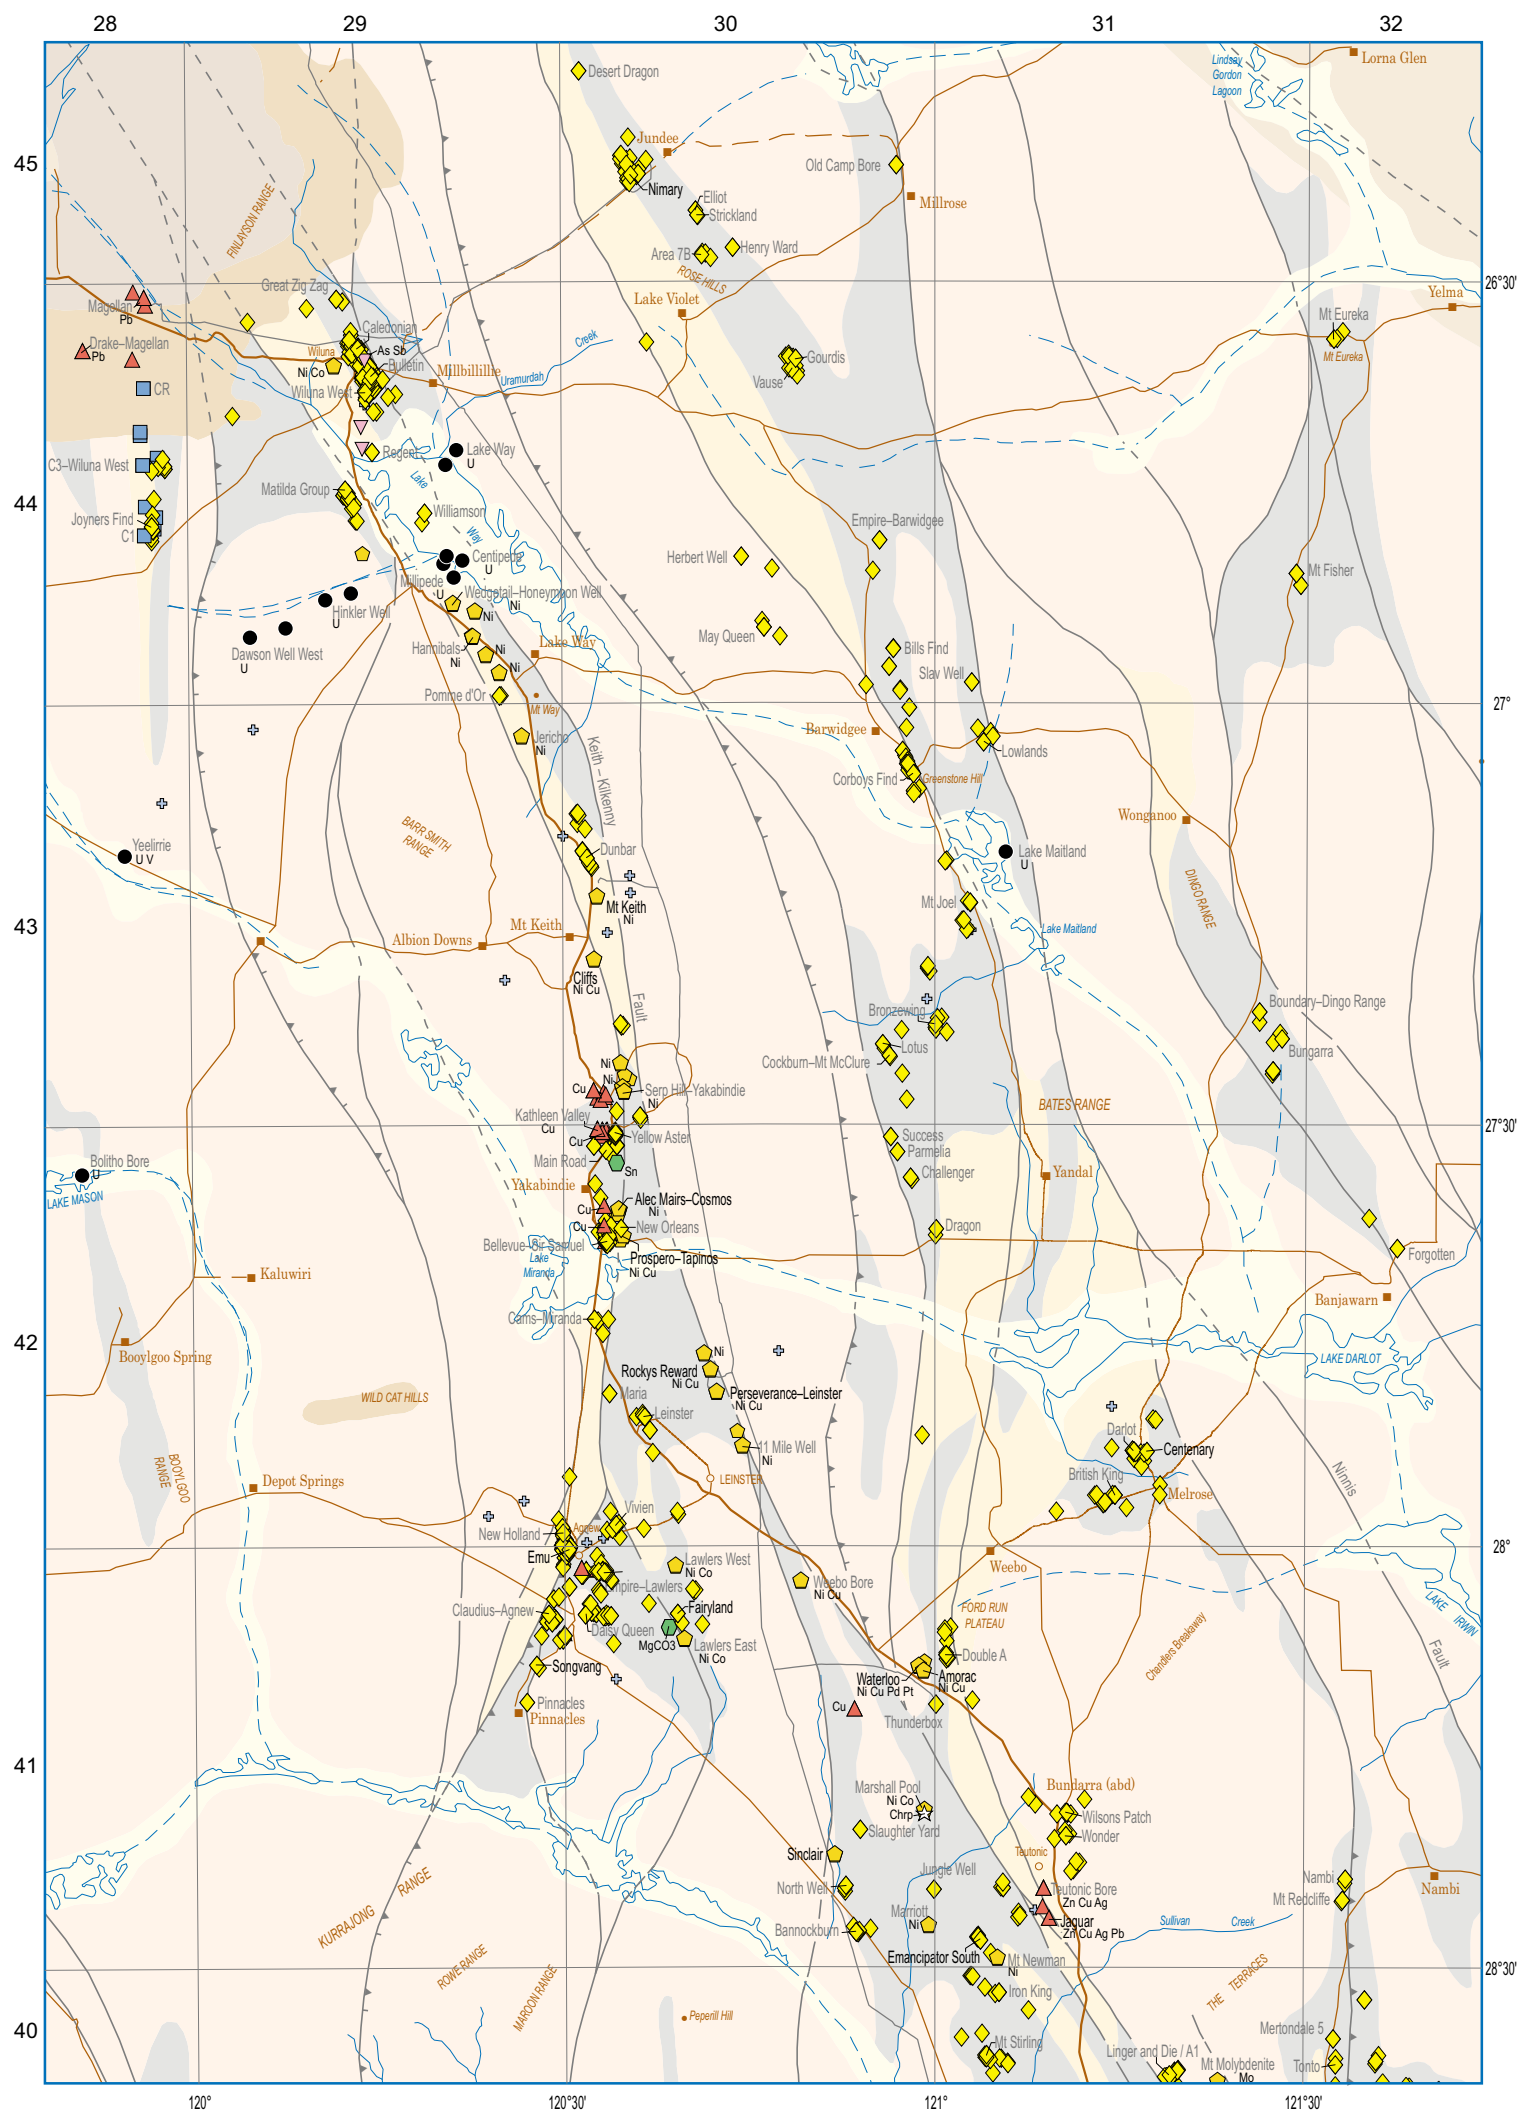 28 29 30 31 32
Desert Dragon
Lindsay
Gordon
Lagoon
Lorna Glen
Jundee
45
Old Camp Bore
Nimary
Millrose
Elliot
Strickland
FINLAYSON RANGE
Area 7B
Henry Ward
ROSE HILLS
26°30'
Great Zig Zag
Lake Violet
Yelma
Magellan
Pb
Mt Eureka
Mt Eureka
Drake–Magellan
Pb
Caledonian
Wiluna
As Sb
Bulletin
Ni Co
Creek
Uramurdah
Millbillillie
Gourdis
Vause
CR
Wiluna West
Regent
Lake Way
U
C3–Wiluna West
Lake
Way
44
Matilda Group
Williamson
Joyners Find
C1
Empire–Barwidgee
Herbert Well
Centipede
U
Millipede
U
Mt Fisher
Wedgetail–Honeymoon Well
Ni
Ni
Hinkler Well
U
Dawson Well West
U
Hannibals
Ni
Ni
Ni
Lake Way
May Queen
Bills Find
Slav Well
Pomme d'Or
Mt Way
27°
Jericho
Ni
Barwidgee
Lowlands
Keith – Kilkenny
Corboys Find
'Greenstone Hill'
BARR SMITH
RANGE
Wonganoo
Yeelirrie
U V
Dunbar
Lake Maitland
U
DINGO RANGE
Mt Keith
Ni
Mt Joel
43
Albion Downs
Mt Keith
Lake Maitland
Cliffs
Ni Cu
Fault
Boundary–Dingo Range
Bronzewing
Lotus
Bungarra
Cockburn–Mt McClure
Ni
Ni
Cu
Serp Hill–Yakabindie
Ni
Kathleen Valley
Cu
Cu
BATES RANGE
27°30'
Yellow Aster
Success
Parmelia
Main Road
Sn
Bolitho Bore
U
LAKE MASON
Yakabindie
Challenger
Yandal
Alec Mairs–Cosmos
Ni
Cu
Cu
New Orleans
Dragon
Bellevue–Sir Samuel
Lake
Miranda
Prospero–Tapinos
Ni Cu
Forgotten
Kaluwiri
Banjawarn
Cams–Miranda
42
Booylgoo Spring
Ni
Rockys Reward
Ni Cu
LAKE DARLOT
WILD CAT HILLS
Maria
Perseverance–Leinster
Ni Cu
Leinster
11 Mile Well
Ni
Darlot
Centenary
BOOYLGOO
RANGE
Depot Springs
LEINSTER
British King
Melrose
Ninnis
Vivien
New Holland
Agnew
28°
Emu
Lawlers West
Ni Co
Weebo
Weebo Bore
Ni Cu
Empire–Lawlers
LAKE IRWIN
Claudius–Agnew
Fairyland
FORD RUN
PLATEAU
Daisy Queen
MgCO3
Lawlers East
Ni Co
Chandlers Breakaway
Fault
Double A
Songvang
Waterloo
Ni Cu Pd Pt
Amorac
Ni Cu
Pinnacles
Pinnacles
Cu
Thunderbox
41
Marshall Pool
Ni Co
Chrp
Bundarra (abd)
Wilsons Patch
Slaughter Yard
Wonder
Sinclair
Teutonic
RANGE
KURRAJONG
Jungle Well
North Well
Teutonic Bore
Zn Cu Ag
Nambi
Nambi
Mt Redcliffe
Marriott
Ni
Bannockburn
Jaguar
Zn Cu Ag Pb
Sullivan
Creek
Emancipator South
Mt Newman
Ni
ROWE RANGE
MAROON RANGE
28°30'
Iron King
THE TERRACES
Peperill Hill
40
Mertondale 5
Mt Stirling
Linger and Die / A1
Tonto
Mt Molybdenite
Mo
120° 120°30' 121° 121°30'